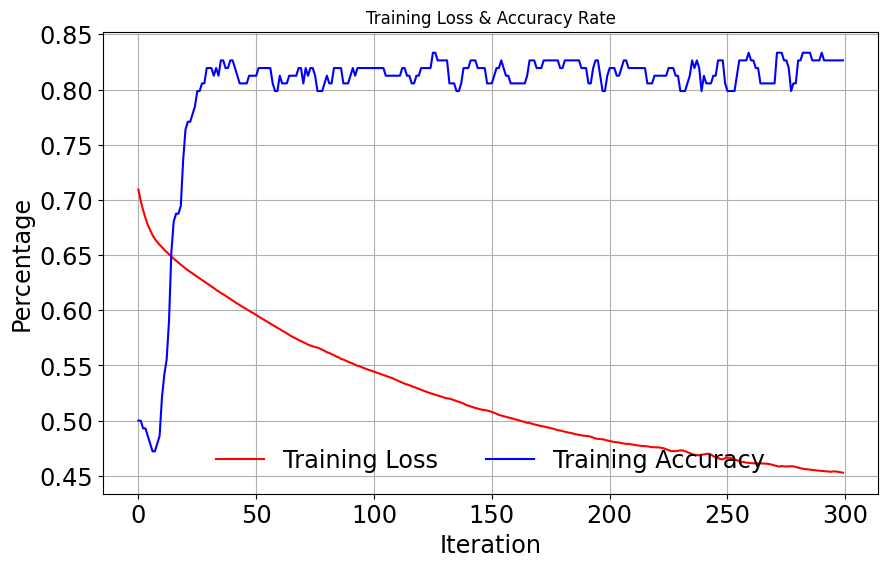 Training Loss & Accuracy Rate
0.85
0.80
0.75
0.70
0.65
0.60
0.55
0.50
0.45
Percentage
Training Loss Training Accuracy
0 50 100 150 200 250 300
Iteration